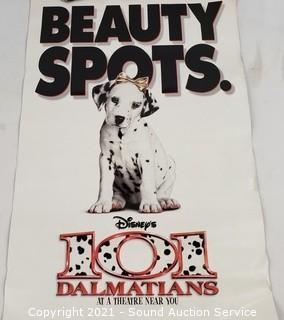 BEAUTY
SPOTS.
Disney's
101
DALMATIANS
AT A THEATRE NEAR YOU
Copyright 2021 - Sound Auction Service